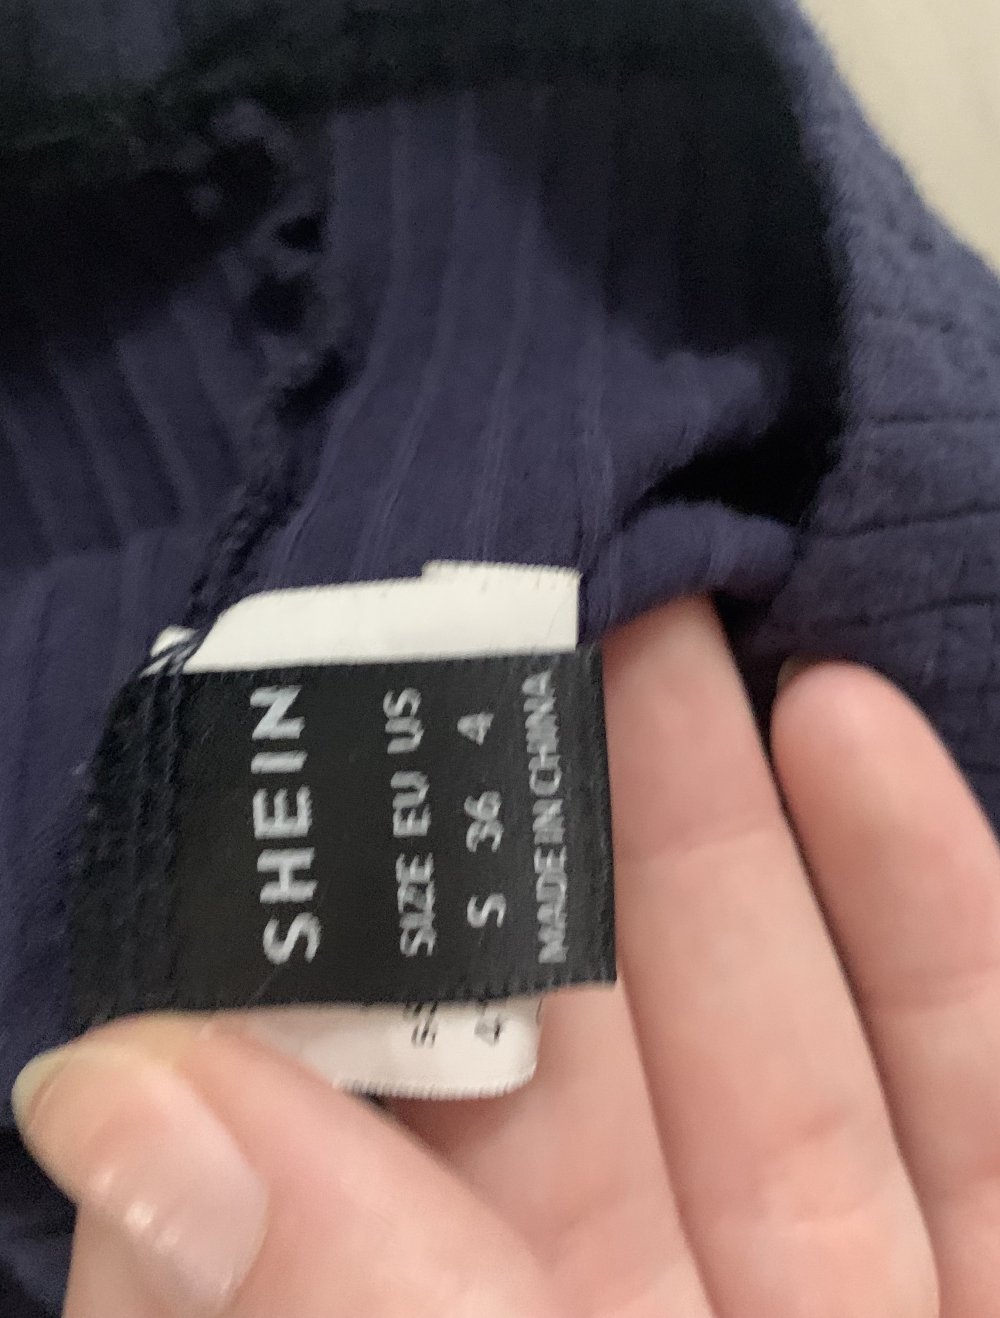 SHEIN
SIZE EU US
S 36 4
MADE IN CHINA